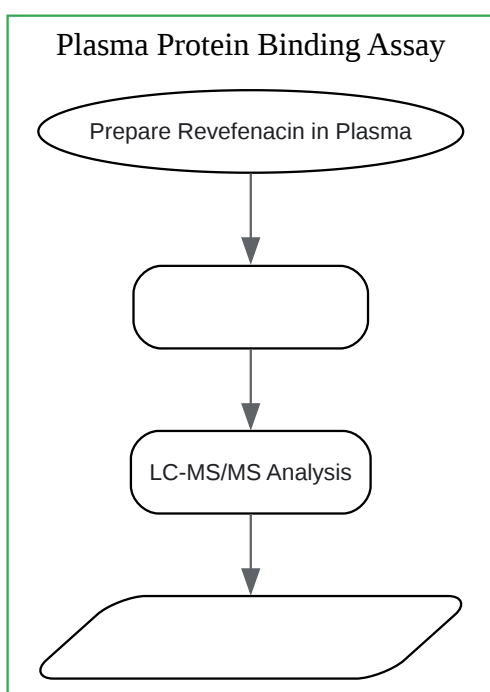 Plasma Protein Binding Assay
Prepare Revefenacin in Plasma
LC-MS/MS Analysis